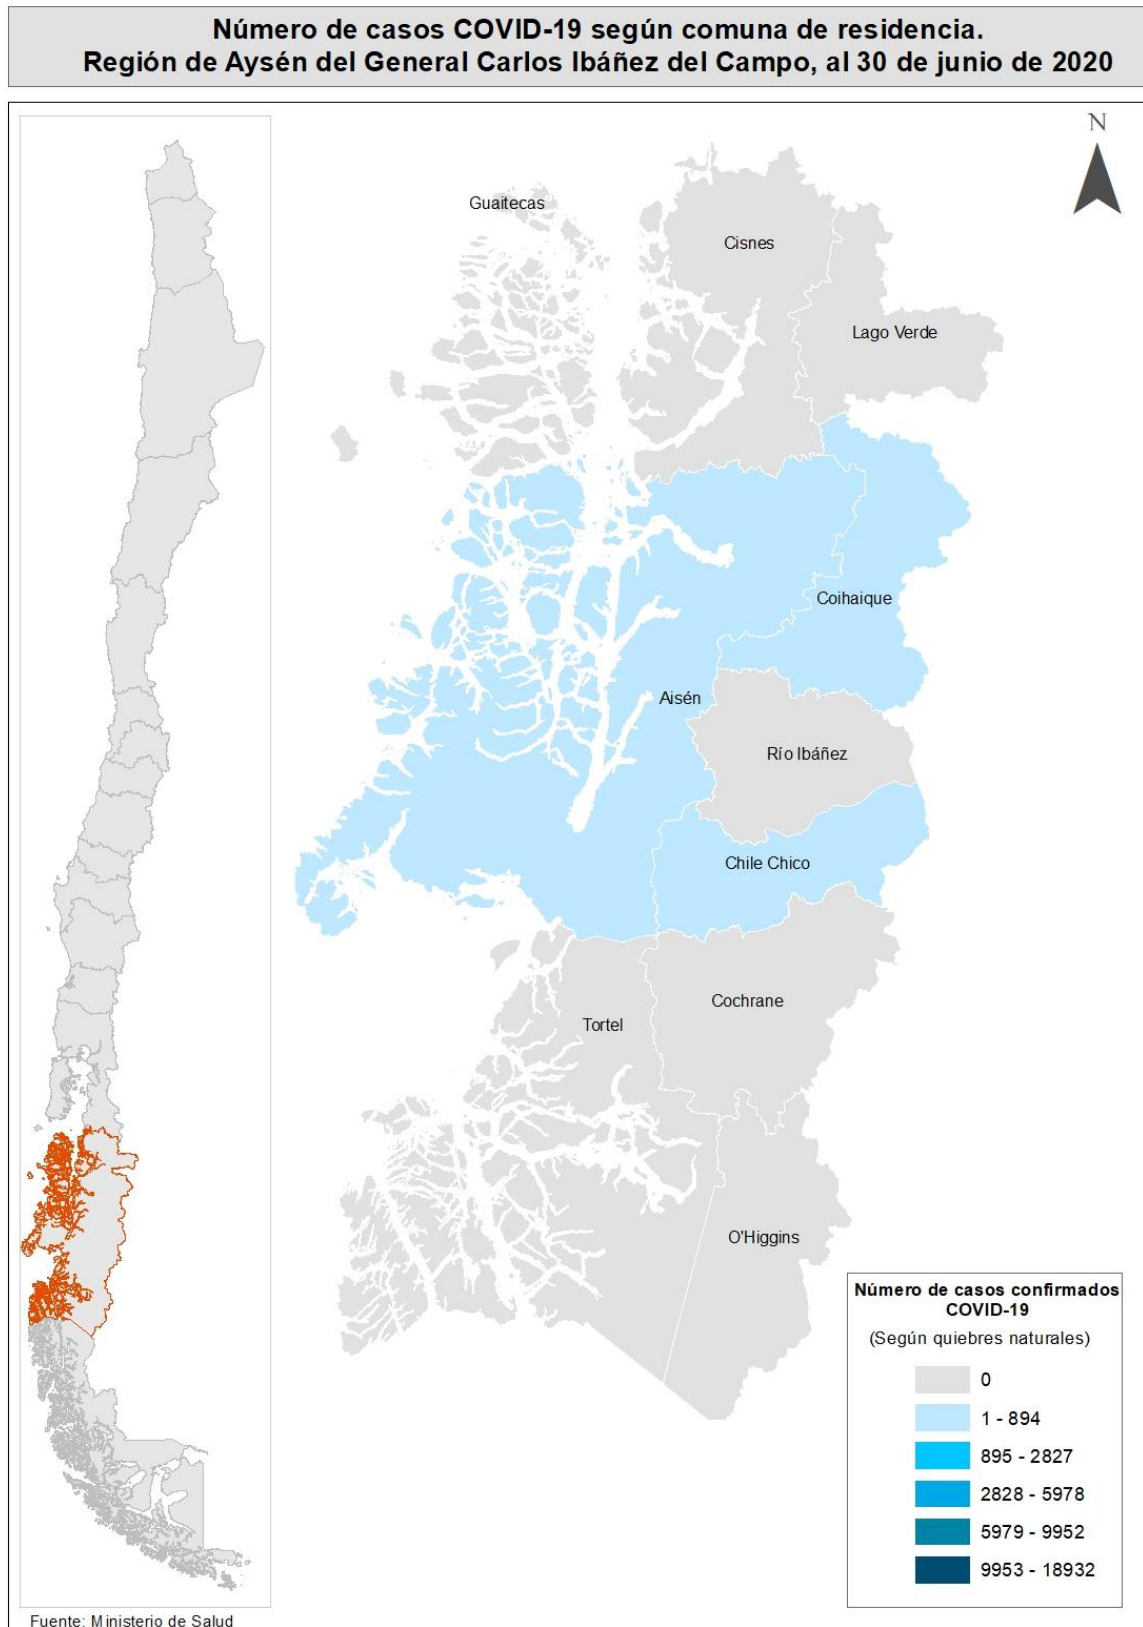 Número de casos COVID-19 según comuna de residencia.
Región de Aysén del General Carlos Ibáñez del Campo, al 30 de junio de 2020
N
Guaitecas
Cisnes
Lago Verde
Coihaique
Aisén
Río Ibáñez
Chile Chico
Cochrane
Tortel
O'Higgins
Número de casos confirmados
COVID-19
(Según quiebres naturales)
0
1 - 894
895 - 2827
2828 - 5978
5979 - 9952
9953 - 18932
Fuente: Ministerio de Salud